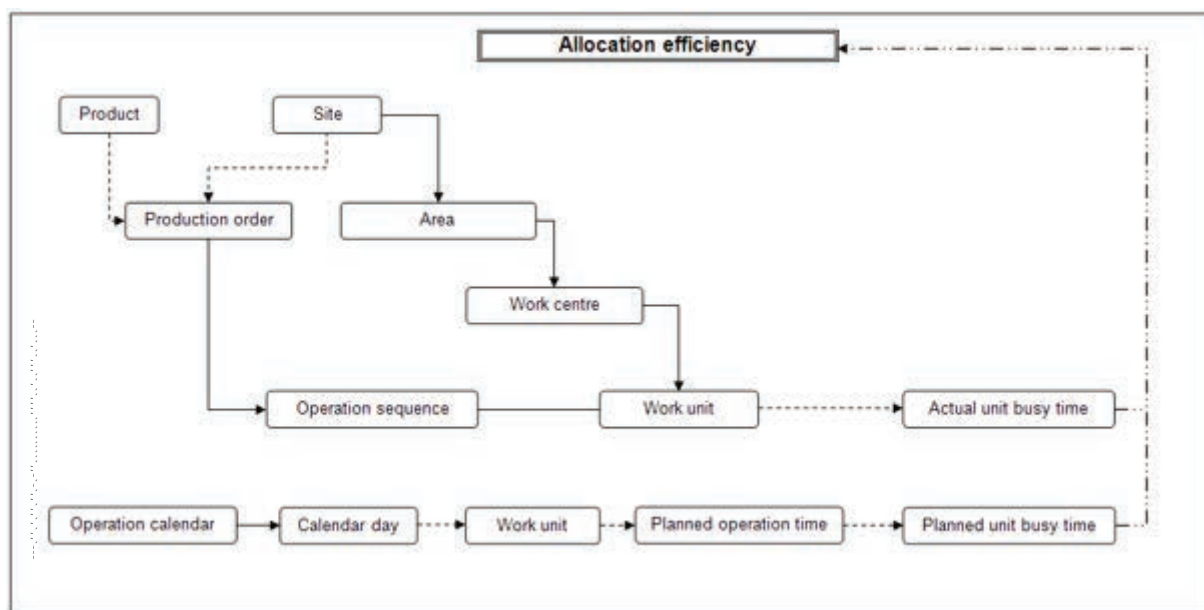 Allocation efficiency
Product
Site
Production order
Area
Work centre
Operation sequence
Work unit
Actual unit busy time
Operation calendar
Calendar day
Work unit
Planned operation time
Planned unit busy time